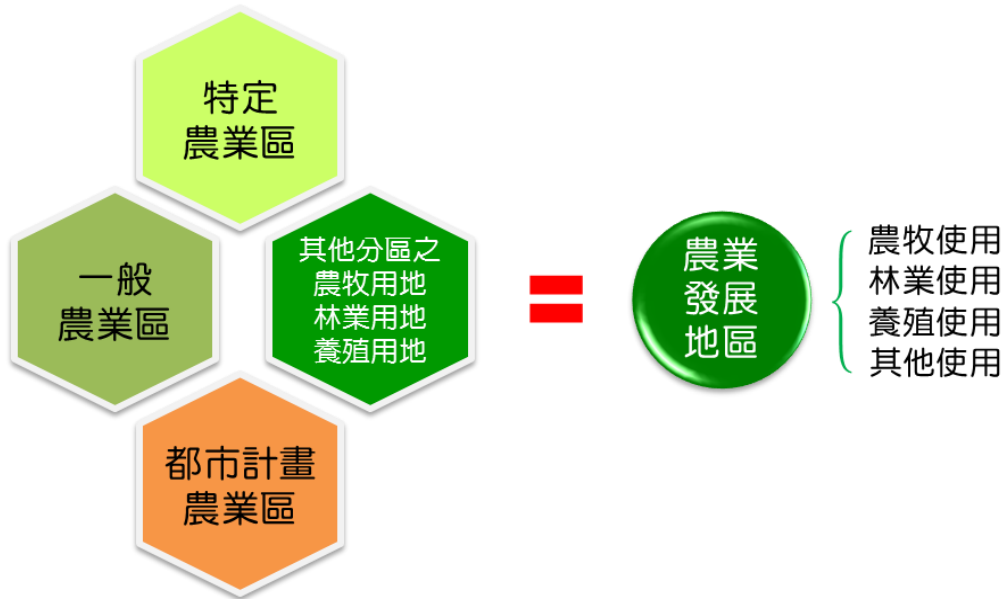 特定
農業區
一般
農業區
其他分區之
農牧用地
林業用地
養殖用地
都市計畫
農業區
=
農業
發展
地區
農牧使用
林業使用
養殖使用
其他使用